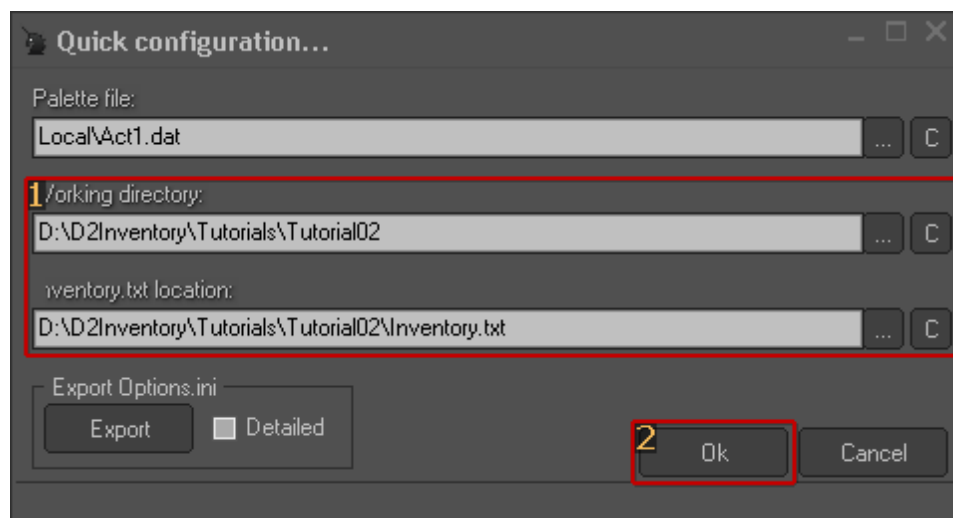 Quick configuration...
Palette file:
Local\Act1.dat
... C
1
/orking directory:
D:\D2Inventory\Tutorials\Tutorial02
... C
nventory.txt location:
D:\D2Inventory\Tutorials\Tutorial02\Inventory.txt
... C
Export Options.ini
Export Detailed
2
Ok Cancel